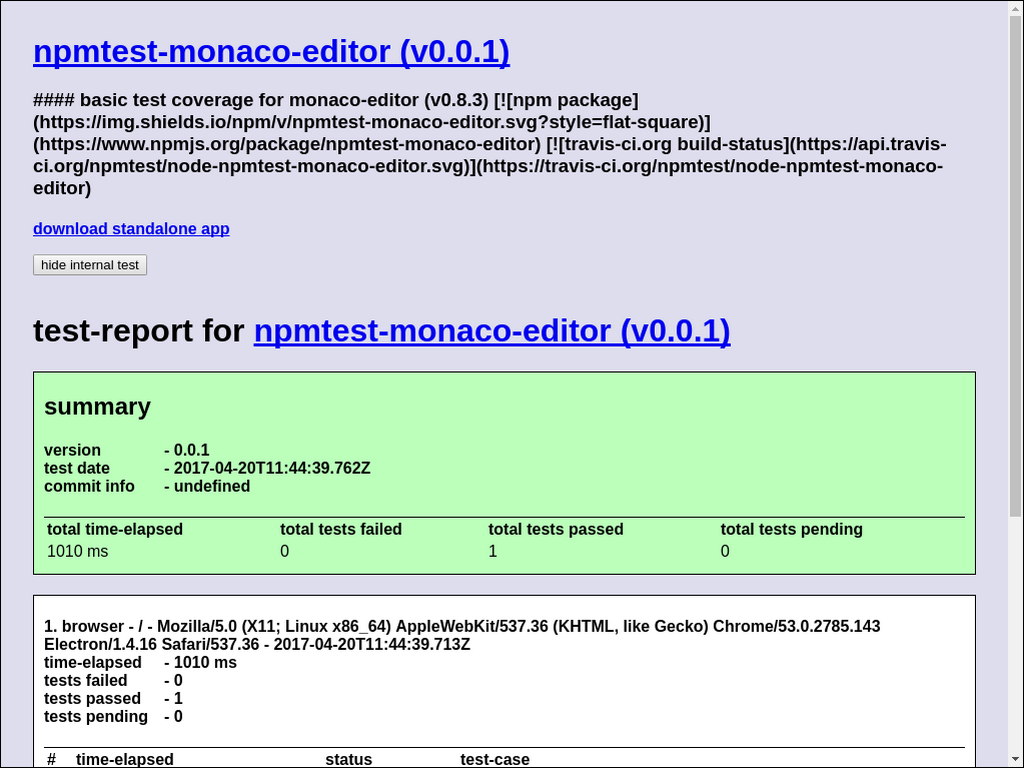 npmtest-monaco-editor (v0.0.1)
#### basic test coverage for monaco-editor (v0.8.3) [![npm package]
(https://img.shields.io/npm/v/npmtest-monaco-editor.svg?style=flat-square)]
(https://www.npmjs.org/package/npmtest-monaco-editor) [![travis-ci.org build-status](https://api.travis-
ci.org/npmtest/node-npmtest-monaco-editor.svg)](https://travis-ci.org/npmtest/node-npmtest-monaco-
editor)
download standalone app
hide internal test
test-report for npmtest-monaco-editor (v0.0.1)
summary
version - 0.0.1
test date - 2017-04-20T11:44:39.762Z
commit info - undefined
total time-elapsed total tests failed total tests passed total tests pending
1010 ms 0 1 0
1. browser - / - Mozilla/5.0 (X11; Linux x86_64) AppleWebKit/537.36 (KHTML, like Gecko) Chrome/53.0.2785.143
Electron/1.4.16 Safari/537.36 - 2017-04-20T11:44:39.713Z
time-elapsed - 1010 ms
tests failed - 0
tests passed - 1
tests pending - 0
# time-elapsed status test-case